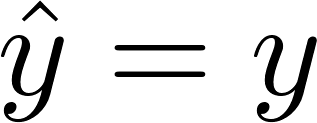 ŷ = y